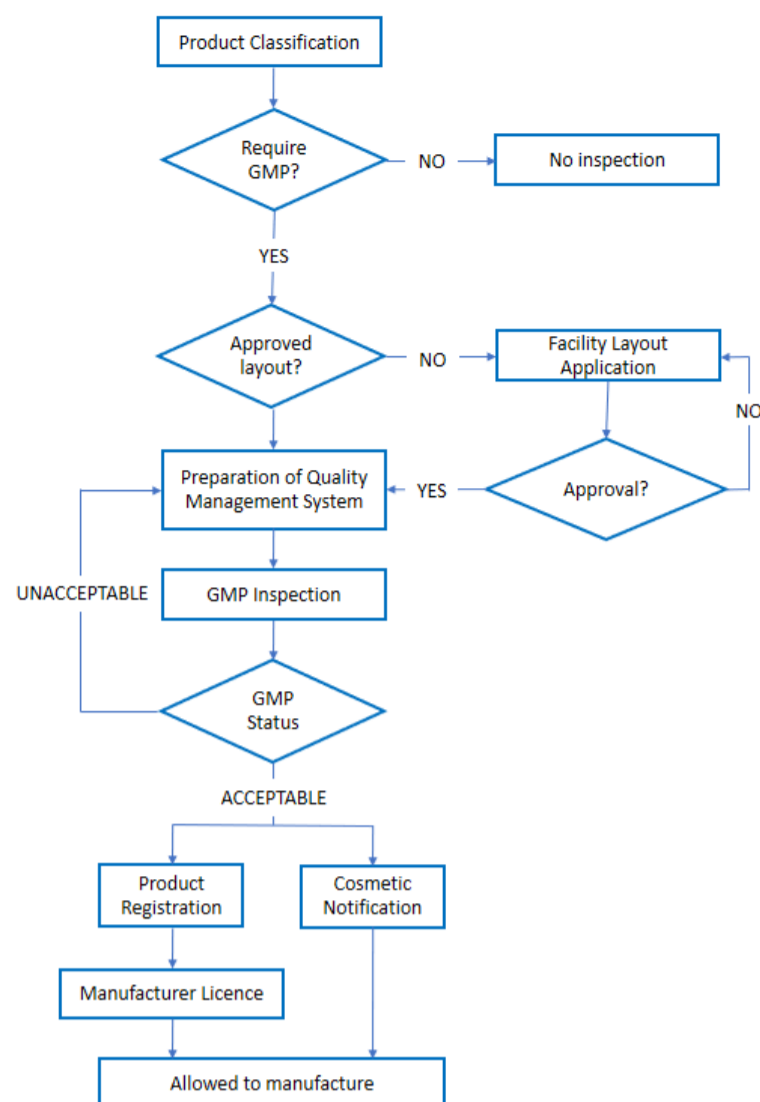 Product Classification
Require
GMP?
NO
No inspection
YES
Approved
layout?
NO
Facility Layout
Application
NO
Preparation of Quality
Management System
YES
Approval?
UNACCEPTABLE
GMP Inspection
GMP
Status
ACCEPTABLE
Product
Registration
Cosmetic
Notification
Manufacturer Licence
Allowed to manufacture